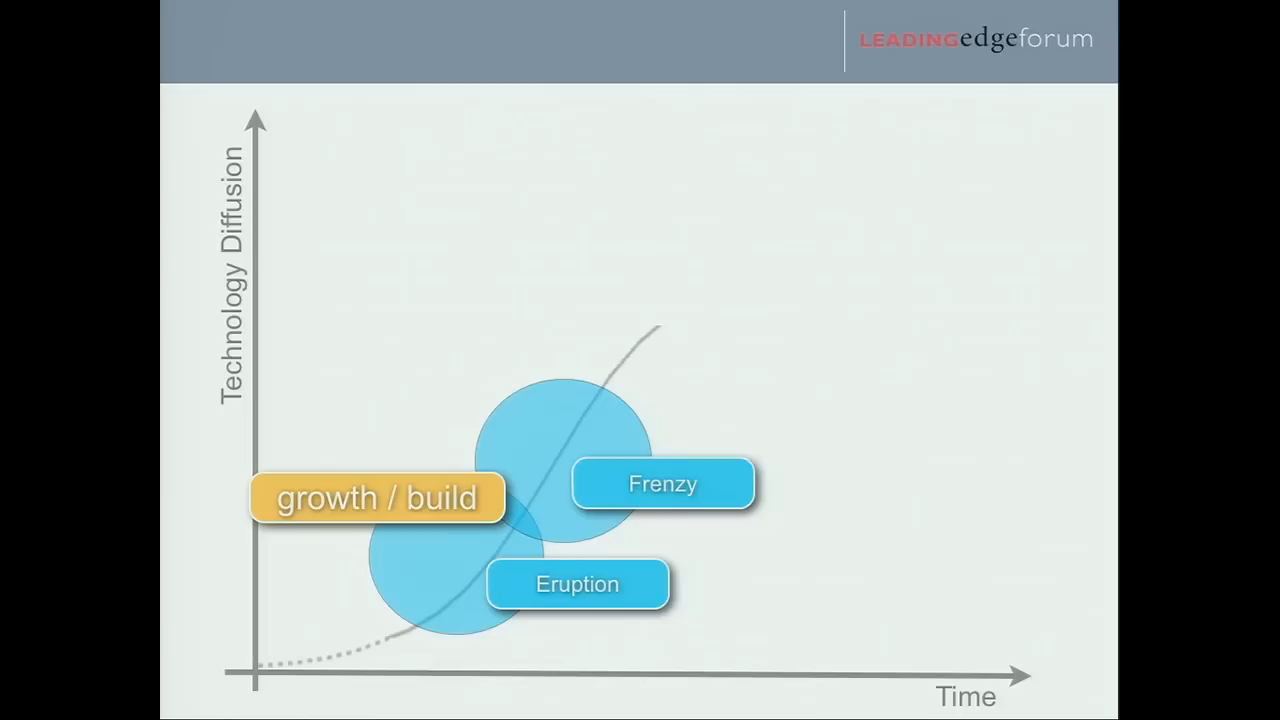 LEADINGedgeforum
Technology Diffusion
growth / build
Frenzy
Eruption
Time